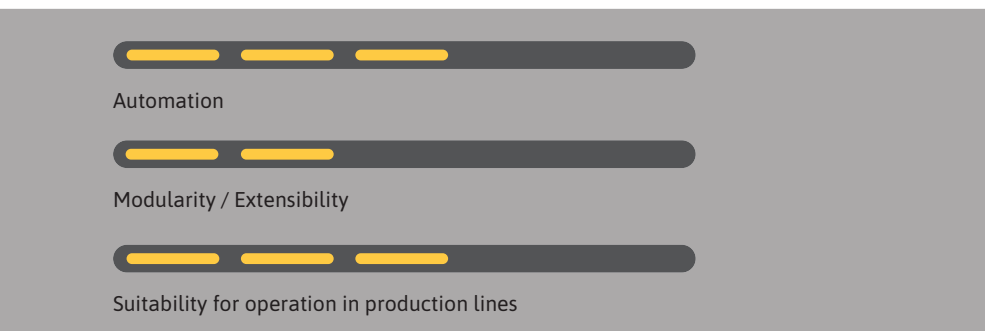 Automation
Modularity / Extensibility
Suitability for operation in production lines